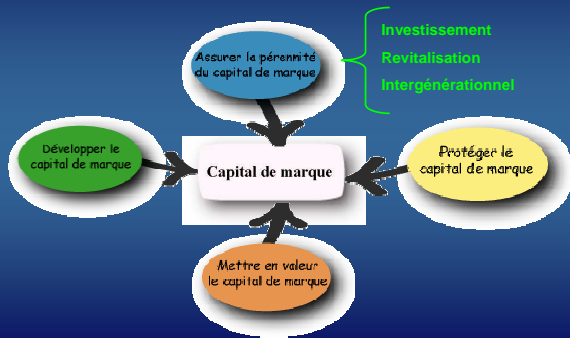 Assurer la pérennité
du capital de marque
Investissement
Revitalisation
Intergénérationnel
Développer le
capital de marque
Capital de marque
Protéger le
capital de marque
Mettre en valeur
le capital de marque